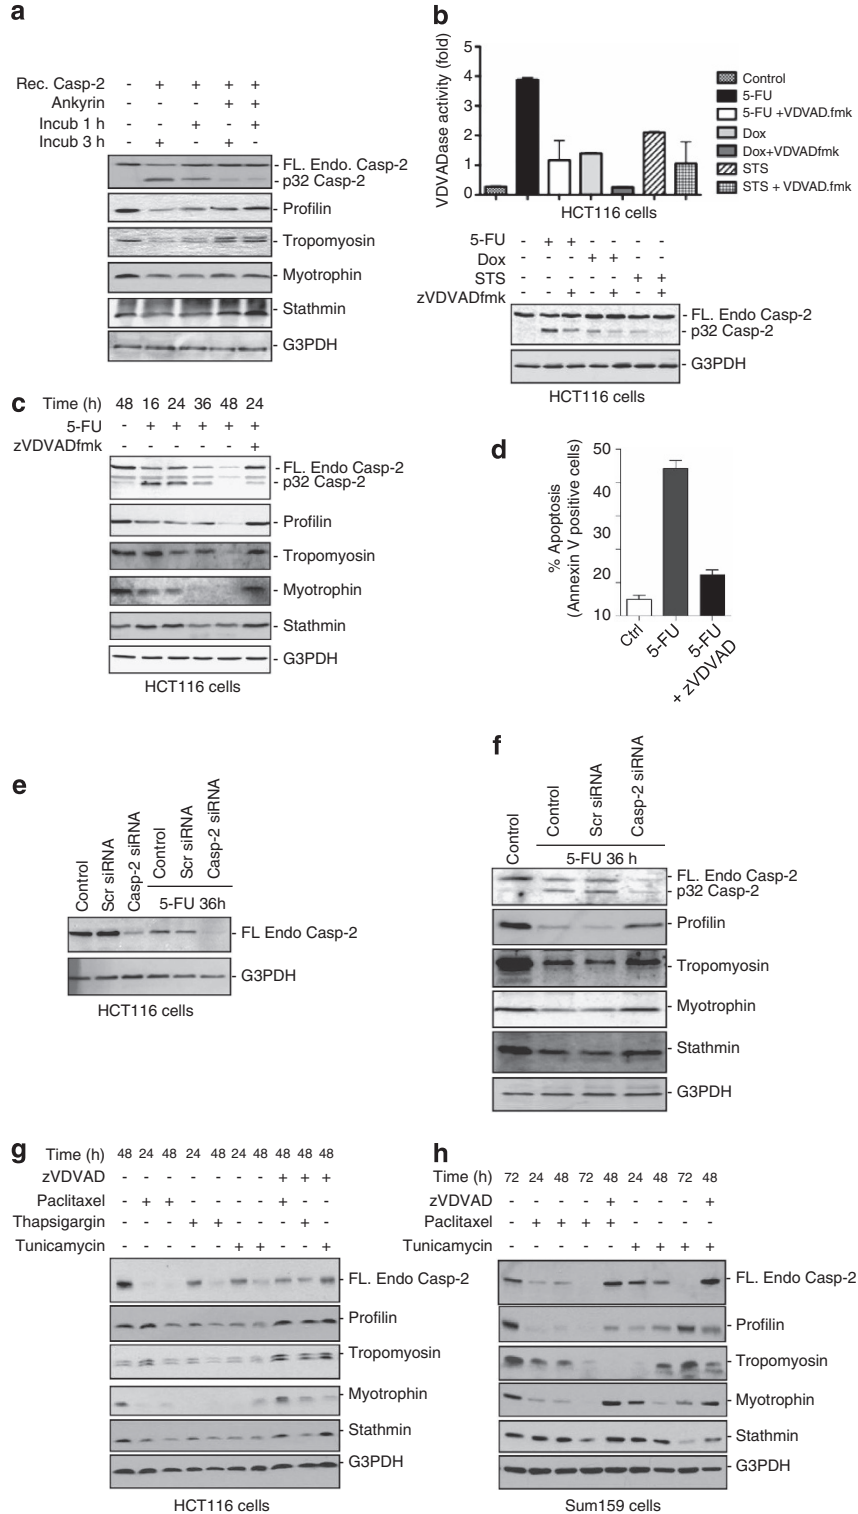 a
Rec. Casp-2 - + + + +
Ankyrin - - - + +
Incub 1 h - - + - +
Incub 3 h - + - + -
FL. Endo. Casp-2
p32 Casp-2
Profilin
Tropomyosin
Myotrophin
Stathmin
G3PDH
b
VDVADase activity (fold)
5
4
3
2
1
0
HCT116 cells
Control
5-FU
5-FU +VDVAD.fmk
Dox
Dox+VDVADfmk
STS
STS + VDVAD.fmk
5-FU - + + - - - -
Dox - - - + + - -
STS - - - - - + +
zVDVADfmk - - + - + - +
FL. Endo Casp-2
p32 Casp-2
G3PDH
HCT116 cells
c
Time (h) 48 16 24 36 48 24
5-FU - + + + + +
zVDVADfmk - - - - - +
FL. Endo Casp-2
p32 Casp-2
Profilin
Tropomyosin
Myotrophin
Stathmin
G3PDH
HCT116 cells
d
% Apoptosis
(Annexin V positive cells)
50
40
30
20
10
Ctrl
5-FU
5-FU
+ zVDVAD
e
Control
Scr siRNA
Casp-2 siRNA
Control
Scr siRNA
Casp-2 siRNA
5-FU 36h
FL Endo Casp-2
G3PDH
HCT116 cells
f
Control
Control
Scr siRNA
Casp-2 siRNA
5-FU 36 h
FL. Endo Casp-2
p32 Casp-2
Profilin
Tropomyosin
Myotrophin
Stathmin
G3PDH
g
Time (h) 48 24 48 24 48 24 48 48 48 48
zVDVAD - - - - - - - + + +
Paclitaxel - + + - - - - + - -
Thapsigargin - - - + + - - - + -
Tunicamycin - - - - - + + - - +
FL. Endo Casp-2
Profilin
Tropomyosin
Myotrophin
Stathmin
G3PDH
HCT116 cells
h
Time (h) 72 24 48 72 48 24 48 72 48
zVDVAD - - - - + - - - +
Paclitaxel - + + + + - - - -
Tunicamycin - - - - - + + + +
FL. Endo Casp-2
Profilin
Tropomyosin
Myotrophin
Stathmin
G3PDH
Sum159 cells